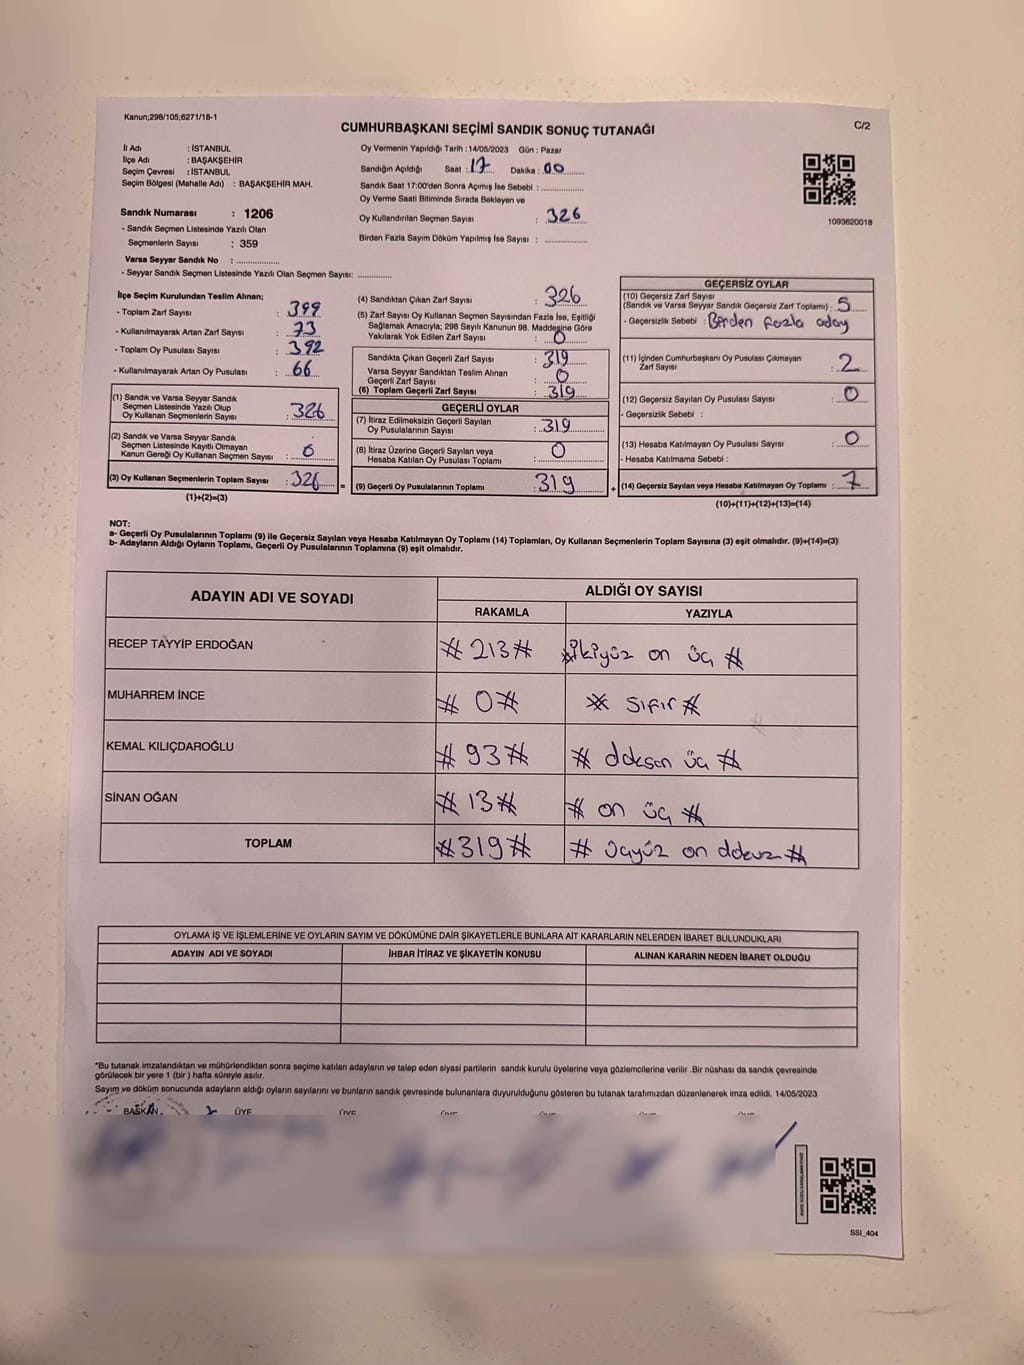 Kanun;298/105;6271/18-1
CUMHURBAŞKANI SEÇİMİ SANDIK SONUÇ TUTANAĞI
C/2
İl Adı : İSTANBUL
İlçe Adı : BAŞAKŞEHİR
Seçim Çevresi : İSTANBUL
Seçim Bölgesi (Mahalle Adı) : BAŞAKŞEHİR MAH.
Sandık Numarası : 1206
- Sandık Seçmen Listesinde Yazılı Olan
Seçmenlerin Sayısı : 359
Varsa Seyyar Sandık No : ..................
- Seyyar Sandık Seçmen Listesinde Yazılı Olan Seçmen Sayısı: ............
Oy Vermenin Yapıldığı Tarih : 14/05/2023 Gün : Pazar
Sandığın Açıldığı Saat : 17 Dakika : 00
Sandık Saat 17:00'den Sonra Açımış İse Sebebi : ..................
Oy Verme Saati Bitiminde Sırada Bekleyen ve
Oy Kullandırılan Seçmen Sayısı : 326
Birden Fazla Sayım Döküm Yapılmış İse Sayısı : ..................
1093620018
İlçe Seçim Kurulundan Teslim Alınan;
- Toplam Zarf Sayısı : 399
- Kullanılmayarak Artan Zarf Sayısı : 73
- Toplam Oy Pusulası Sayısı : 392
- Kullanılmayarak Artan Oy Pusulası : 66
(1) Sandık ve Varsa Seyyar Sandık
Seçmen Listesinde Yazılı Olup
Oy Kullanan Seçmenlerin Sayısı : 326
(2) Sandık ve Varsa Seyyar Sandık
Seçmen Listesinde Kayıtlı Olmayan
Kanun Gereği Oy Kullanan Seçmen Sayısı : 0
(3) Oy Kullanan Seçmenlerin Toplam Sayısı : 326 =
(1)+(2)=(3)
(4) Sandıktan Çıkan Zarf Sayısı : 326
(5) Zarf Sayısı Oy Kullanan Seçmen Sayısından Fazla İse, Eşitliği
Sağlamak Amacıyla; 298 Sayılı Kanunun 98. Maddesine Göre
Yakılarak Yok Edilen Zarf Sayısı : 0
Sandıkta Çıkan Geçerli Zarf Sayısı : 319
Varsa Seyyar Sandıktan Teslim Alınan
Geçerli Zarf Sayısı : 0
(6) Toplam Geçerli Zarf Sayısı : 319
GEÇERLİ OYLAR
(7) İtiraz Edilmeksizin Geçerli Sayılan
Oy Pusulalarının Sayısı : 319
(8) İtiraz Üzerine Geçerli Sayılan veya
Hesaba Katılan Oy Pusulası Toplamı : 0
(9) Geçerli Oy Pusulalarının Toplamı : 319 +
GEÇERSİZ OYLAR
(10) Geçersiz Zarf Sayısı
(Sandık ve Varsa Seyyar Sandık Geçersiz Zarf Toplamı) : 5
- Geçersizlik Sebebi : Birden fazla aday
(11) İçinden Cumhurbaşkanı Oy Pusulası Çıkmayan
Zarf Sayısı : 2
(12) Geçersiz Sayılan Oy Pusulası Sayısı : 0
- Geçersizlik Sebebi :
(13) Hesaba Katılmayan Oy Pusulası Sayısı : 0
- Hesaba Katılmama Sebebi :
(14) Geçersiz Sayılan veya Hesaba Katılmayan Oy Toplamı : 7
(10)+(11)+(12)+(13)=(14)
NOT:
a- Geçerli Oy Pusulalarının Toplamı (9) ile Geçersiz Sayılan veya Hesaba Katılmayan Oy Toplamı (14) Toplamları, Oy Kullanan Seçmenlerin Toplam Sayısına (3) eşit olmalıdır. (9)+(14)=(3)
b- Adayların Aldığı Oyların Toplamı, Geçerli Oy Pusulalarının Toplamına (9) eşit olmalıdır.
ADAYIN ADI VE SOYADI
ALDIĞI OY SAYISI
RAKAMLA YAZIYLA
RECEP TAYYİP ERDOĞAN # 213 # # ikiyüz on üç #
MUHARREM İNCE # 0 # # sıfır #
KEMAL KILIÇDAROĞLU # 93 # # doksan üç #
SİNAN OĞAN # 13 # # on üç #
TOPLAM # 319 # # üçyüz on #
OYLAMA İŞ VE İŞLEMLERİNE VE OYLARIN SAYIM VE DÖKÜMÜNE DAİR ŞİKAYETLERLE BUNLARA AİT KARARLARIN NELERDEN İBARET BULUNDUKLARI
ADAYIN ADI VE SOYADI İHBAR İTİRAZ VE ŞİKAYETİN KONUSU ALINAN KARARIN NEDEN İBARET OLDUĞU
*Bu tutanak imzalandıktan ve mühürlendikten sonra seçime katılan adayların ve talep eden siyasi partilerin sandık kurulu üyelerine veya gözlemcilerine verilir .Bir nüshası da sandık çevresinde
görülecek bir yere 1 (bir ) hafta süreyle asılır.
Sayım ve döküm sonucunda adayların aldığı oyların sayılarını ve bunların sandık çevresinde bulunanlara duyurulduğunu gösteren bu tutanak tarafımızdan düzenlenerek imza edildi. 14/05/2023
BAŞKAN ÜYE ÜYE ÜYE ÜYE ÜYE ÜYE
SSI_404